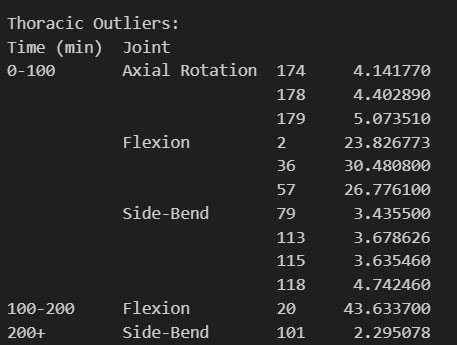 Thoracic Outliers:
Time (min)  Joint
0-100       Axial Rotation  174     4.141770
                            178     4.402890
                            179     5.073510
            Flexion         2      23.826773
                            36     30.480800
                            57     26.776100
            Side-Bend       79      3.435500
                            113     3.678626
                            115     3.635460
                            118     4.742460
100-200     Flexion         20     43.633700
200+        Side-Bend       101     2.295078